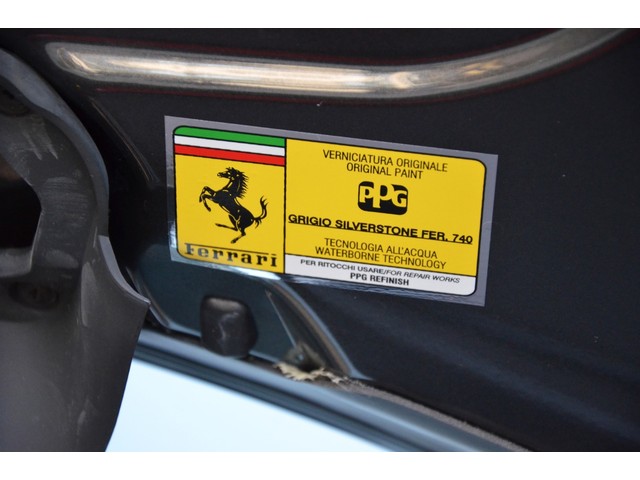 Ferrari
VERNICIATURA ORIGINALE
ORIGINAL PAINT
PPG
GRIGIO SILVERSTONE FER. 740
TECNOLOGIA ALL'ACQUA
WATERBORNE TECHNOLOGY
PER RITOCCHI USARE/FOR REPAIR WORKS
PPG REFINISH